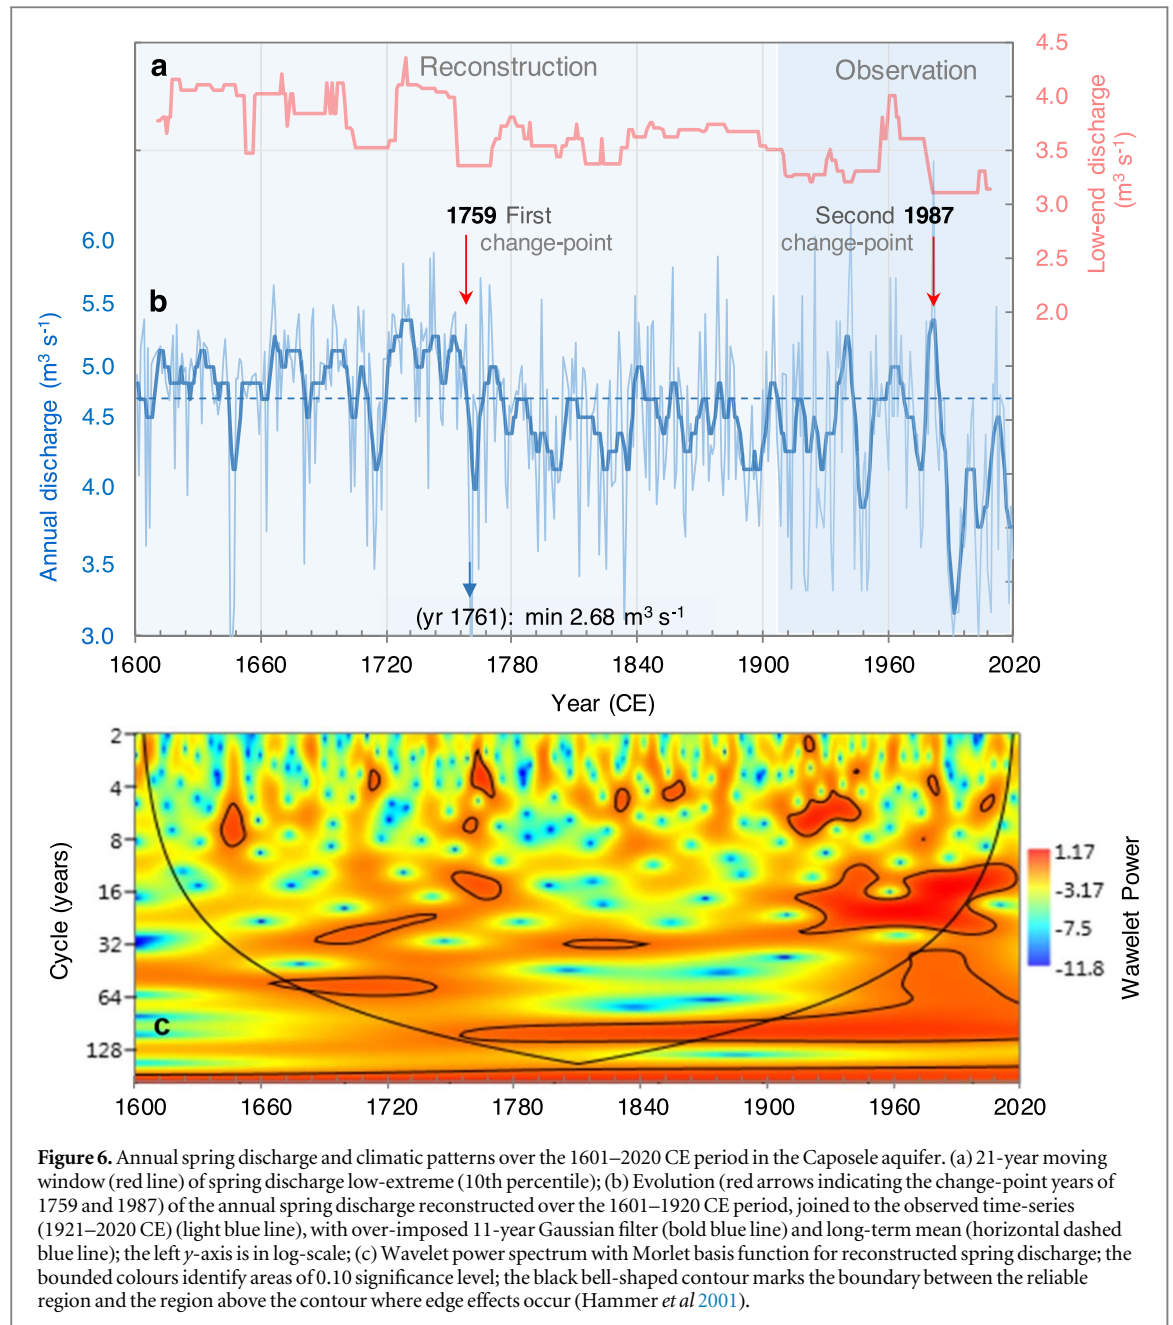 a
Reconstruction
Observation
4.5
4.0
3.5
3.0
2.5
2.0
Low-end discharge
(m³ s⁻¹)
1759 First
change-point
Second 1987
change-point
b
6.0
5.5
5.0
4.5
4.0
3.5
3.0
Annual discharge (m³ s⁻¹)
(yr 1761): min 2.68 m³ s⁻¹
1600 1660 1720 1780 1840 1900 1960 2020
Year (CE)
2
4
8
16
32
64
128
Cycle (years)
c
1.17
-3.17
-7.5
-11.8
Wawelet Power
1600 1660 1720 1780 1840 1900 1960 2020
Figure 6. Annual spring discharge and climatic patterns over the 1601–2020 CE period in the Caposele aquifer. (a) 21-year moving
window (red line) of spring discharge low-extreme (10th percentile); (b) Evolution (red arrows indicating the change-point years of
1759 and 1987) of the annual spring discharge reconstructed over the 1601–1920 CE period, joined to the observed time-series
(1921–2020 CE) (light blue line), with over-imposed 11-year Gaussian filter (bold blue line) and long-term mean (horizontal dashed
blue line); the left y-axis is in log-scale; (c) Wavelet power spectrum with Morlet basis function for reconstructed spring discharge; the
bounded colours identify areas of 0.10 significance level; the black bell-shaped contour marks the boundary between the reliable
region and the region above the contour where edge effects occur (Hammer et al 2001).